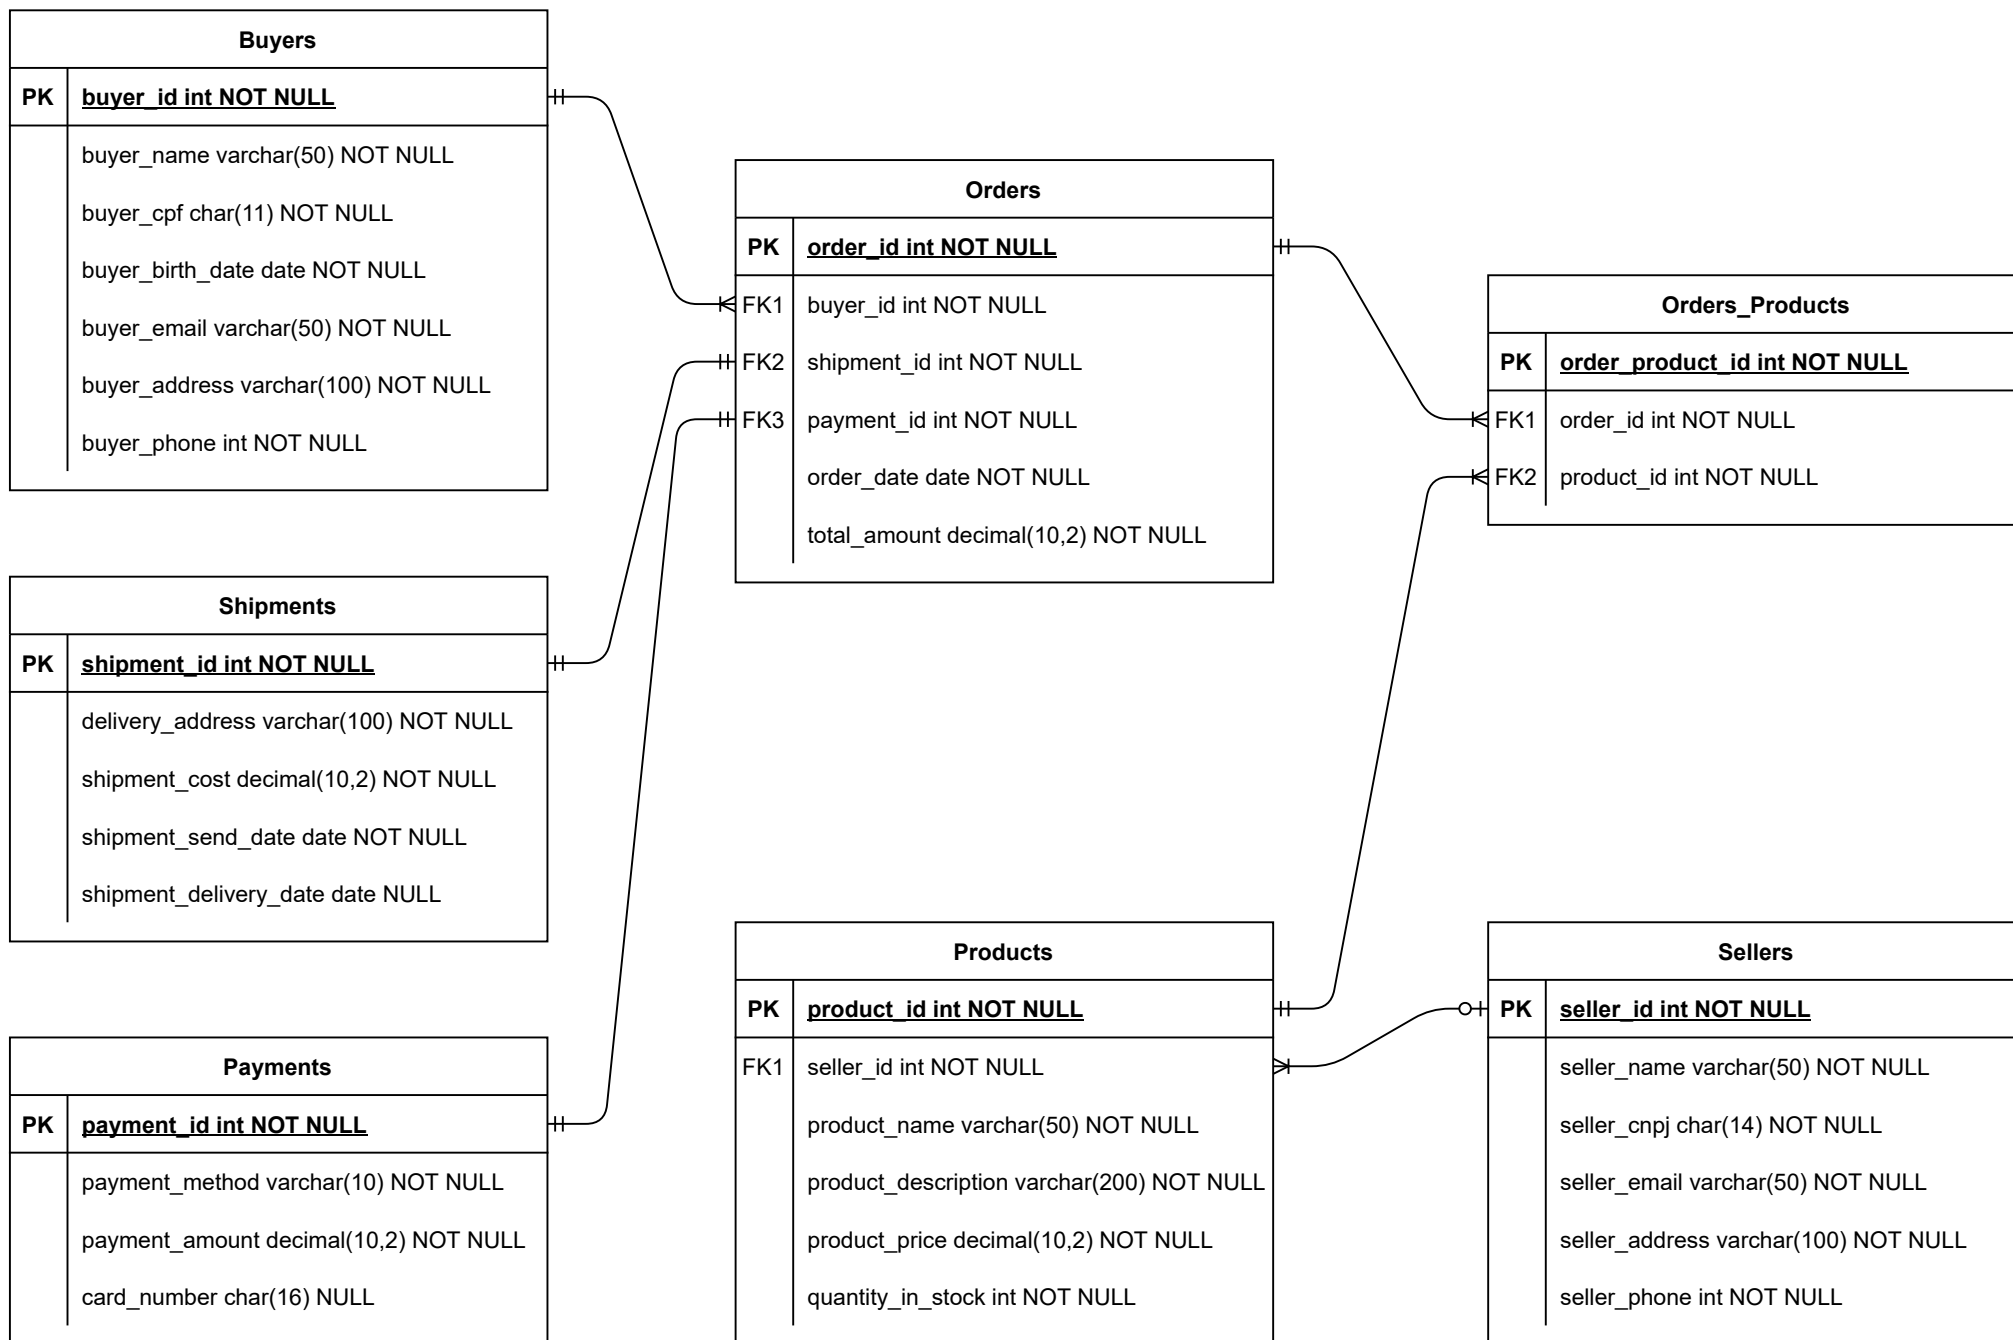 Buyers
PK buyer_id int NOT NULL
buyer_name varchar(50) NOT NULL
buyer_cpf char(11) NOT NULL
buyer_birth_date date NOT NULL
buyer_email varchar(50) NOT NULL
buyer_address varchar(100) NOT NULL
buyer_phone int NOT NULL
Shipments
PK shipment_id int NOT NULL
delivery_address varchar(100) NOT NULL
shipment_cost decimal(10,2) NOT NULL
shipment_send_date date NOT NULL
shipment_delivery_date date NULL
Payments
PK payment_id int NOT NULL
payment_method varchar(10) NOT NULL
payment_amount decimal(10,2) NOT NULL
card_number char(16) NULL
Orders
PK order_id int NOT NULL
FK1 buyer_id int NOT NULL
FK2 shipment_id int NOT NULL
FK3 payment_id int NOT NULL
order_date date NOT NULL
total_amount decimal(10,2) NOT NULL
Products
PK product_id int NOT NULL
FK1 seller_id int NOT NULL
product_name varchar(50) NOT NULL
product_description varchar(200) NOT NULL
product_price decimal(10,2) NOT NULL
quantity_in_stock int NOT NULL
Orders_Products
PK order_product_id int NOT NULL
FK1 order_id int NOT NULL
FK2 product_id int NOT NULL
Sellers
PK seller_id int NOT NULL
seller_name varchar(50) NOT NULL
seller_cnpj char(14) NOT NULL
seller_email varchar(50) NOT NULL
seller_address varchar(100) NOT NULL
seller_phone int NOT NULL